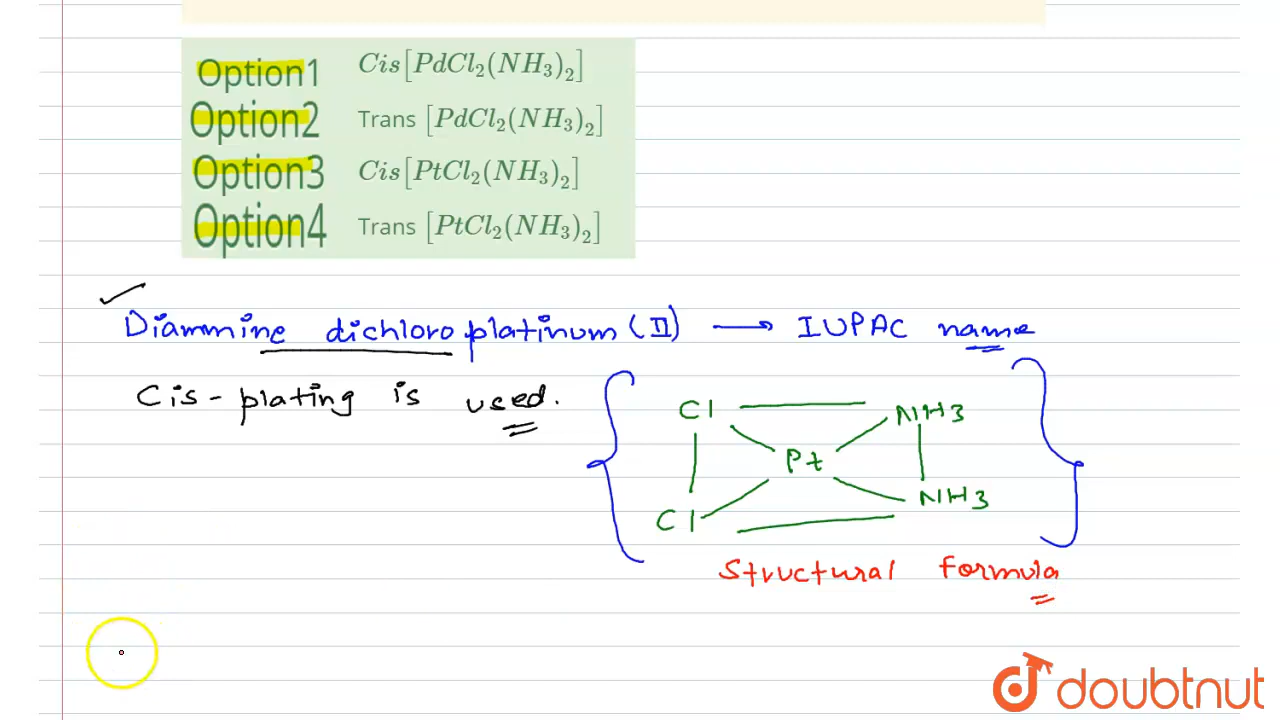 Option1 Cis[PdCl₂(NH₃)₂]
Option2 Trans [PdCl₂(NH₃)₂]
Option3 Cis[PtCl₂(NH₃)₂]
Option4 Trans [PtCl₂(NH₃)₂]
Diammine dichloro platinum (II) → IUPAC name
Cis-plating is used.
Cl NH3
Pt
Cl NH3
Structural formula
doubtnut